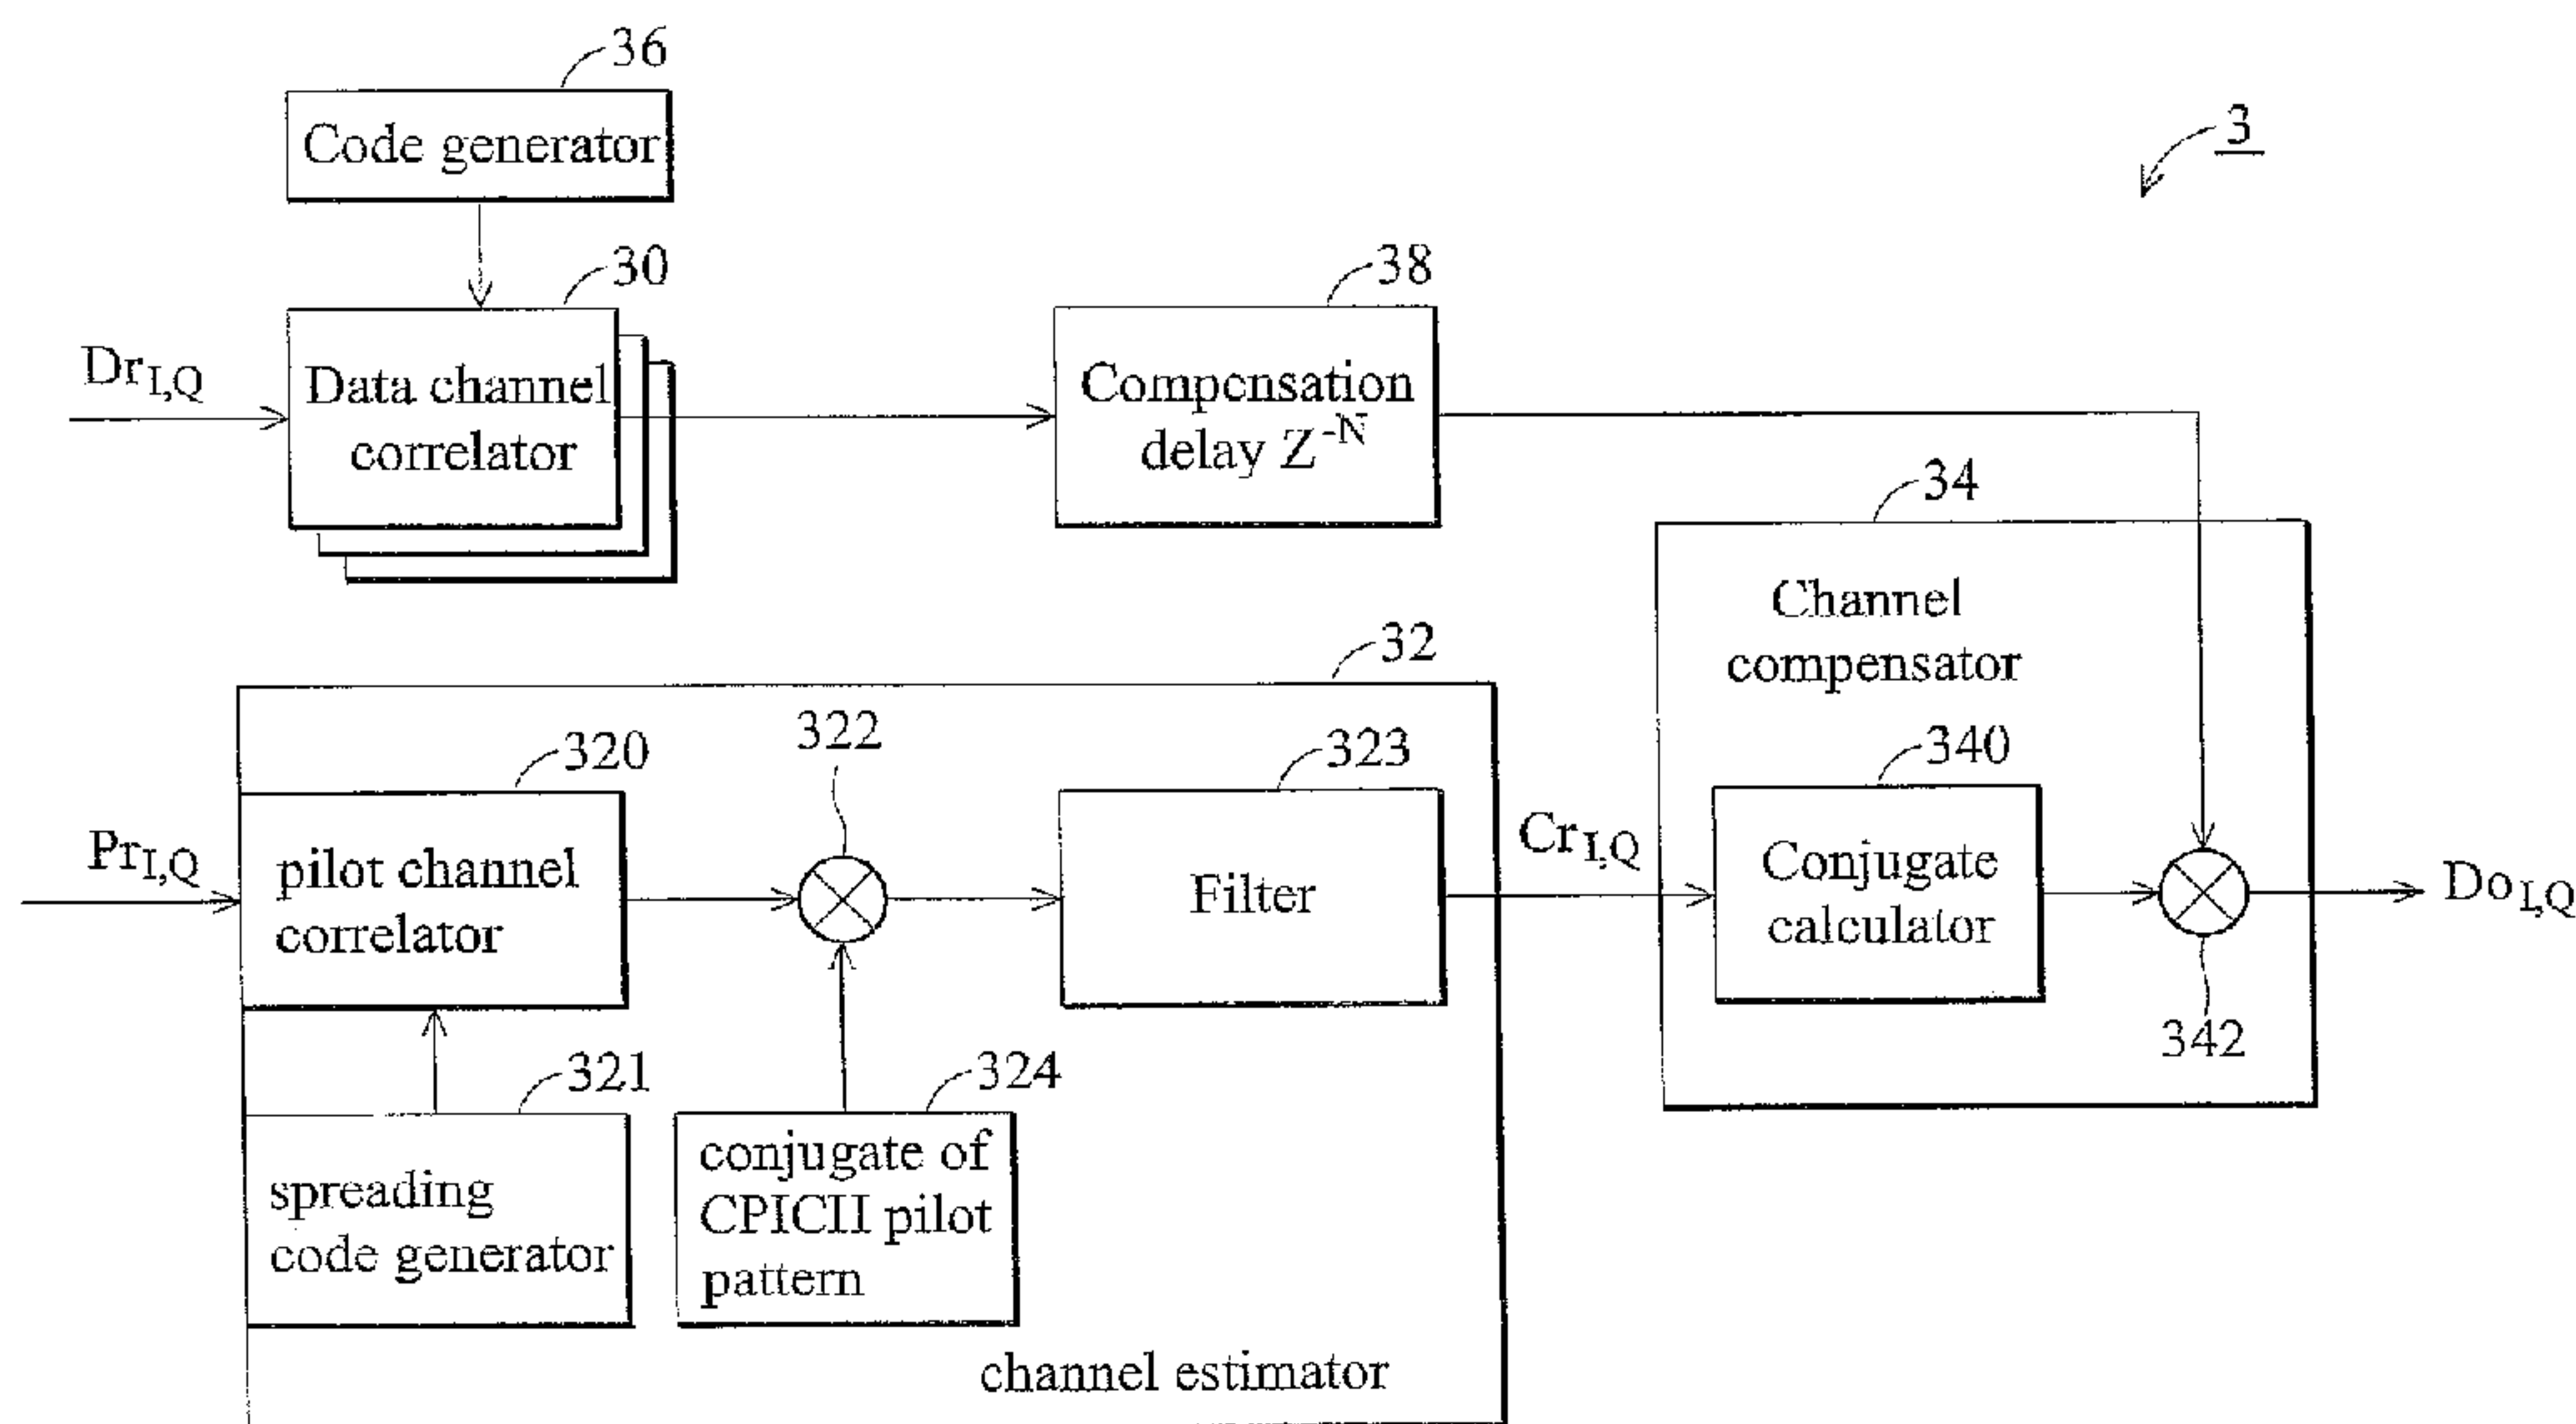 36
Code generator
3
30
38
Dr I,Q
Data channel
correlator
Compensation
delay Z-N
34
Channel
compensator
32
320
322
323
340
Pr I,Q
pilot channel
correlator
Filter
Cr I,Q
Conjugate
calculator
Do I,Q
342
321
324
spreading
code generator
conjugate of
CPICII pilot
pattern
channel estimator